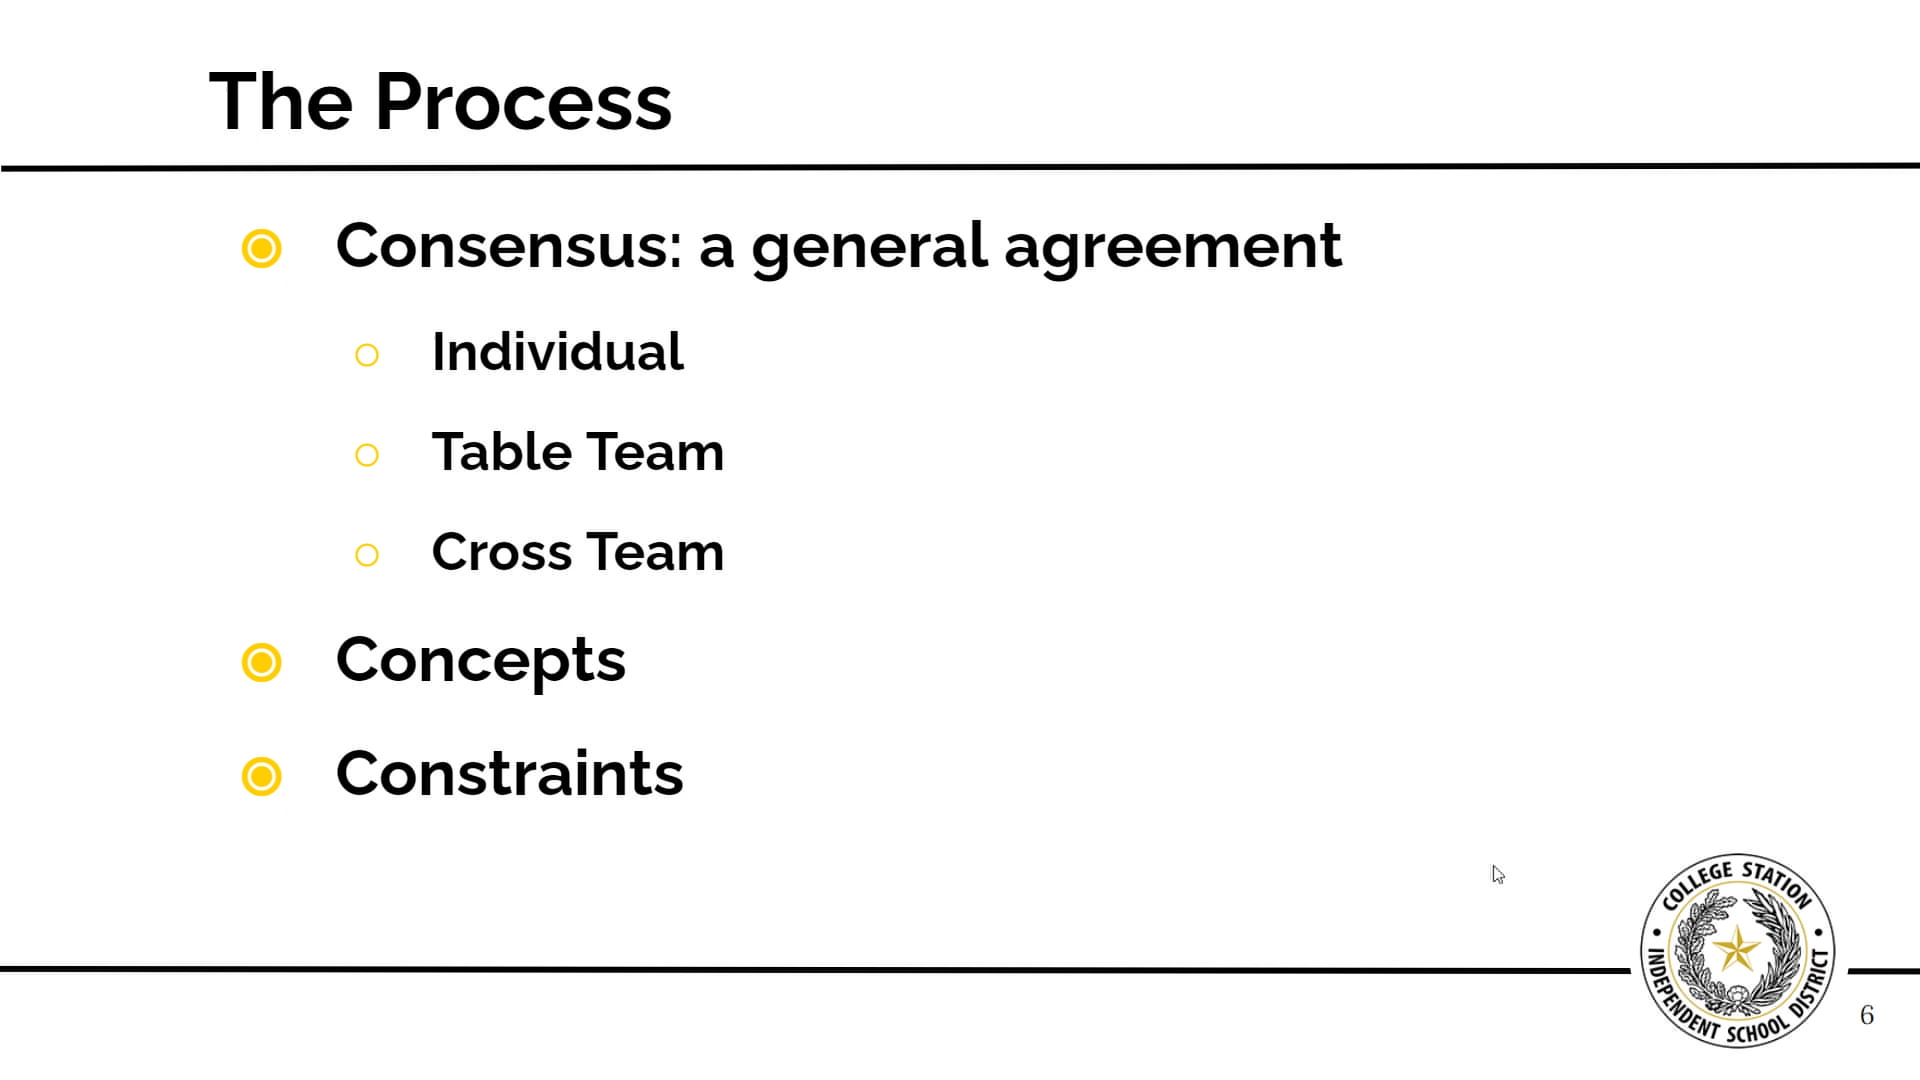 The Process
Consensus: a general agreement
Individual
Table Team
Cross Team
Concepts
Constraints
COLLEGE STATION
INDEPENDENT SCHOOL DISTRICT
6